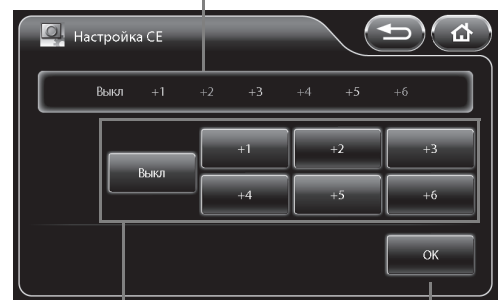 Настройка CE
Выкл +1 +2 +3 +4 +5 +6
+1 +2 +3
Выкл
+4 +5 +6
OK